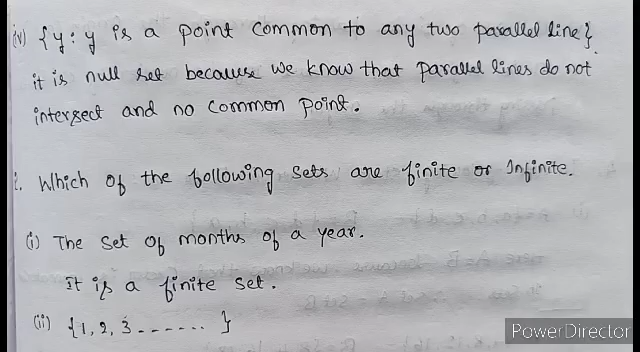 iv) {y: y is a point common to any two parallel line}
it is null set because we know that parallel lines do not
intersect and no common point.
2. Which of the following sets are finite or Infinite.
(i) The set of months of a year.
It is a finite set.
(ii) {1, 2, 3 - - - - - - }
PowerDirector